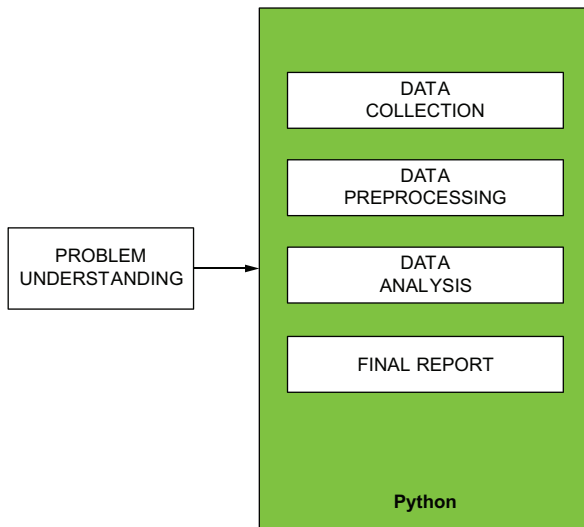 PROBLEM
UNDERSTANDING
DATA
COLLECTION
DATA
PREPROCESSING
DATA
ANALYSIS
FINAL REPORT
Python